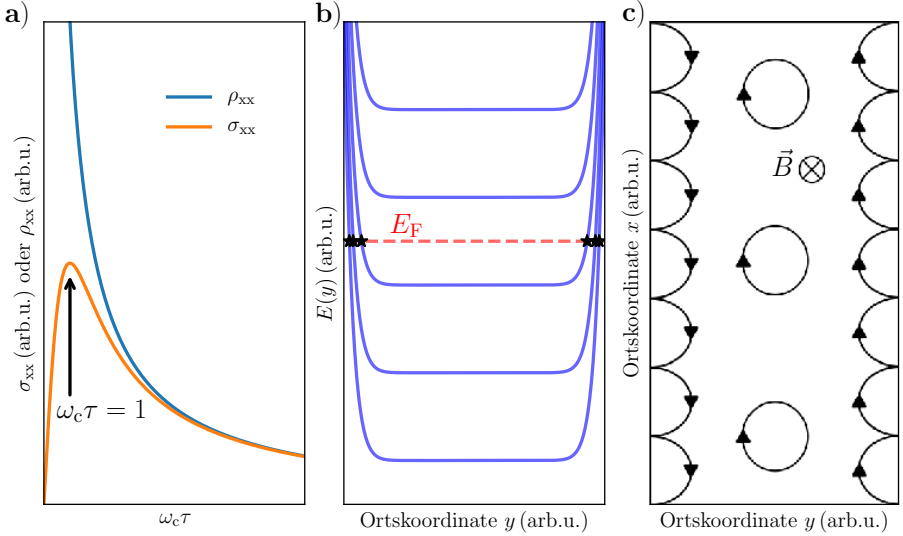 a)
σxx (arb.u.) oder ρxx (arb.u.)
ρxx
σxx
ωcτ = 1
ωcτ
b)
E(y) (arb.u.)
EF
Ortskoordinate y (arb.u.)
c)
Ortskoordinate x (arb.u.)
B⃗ ⊗
Ortskoordinate y (arb.u.)